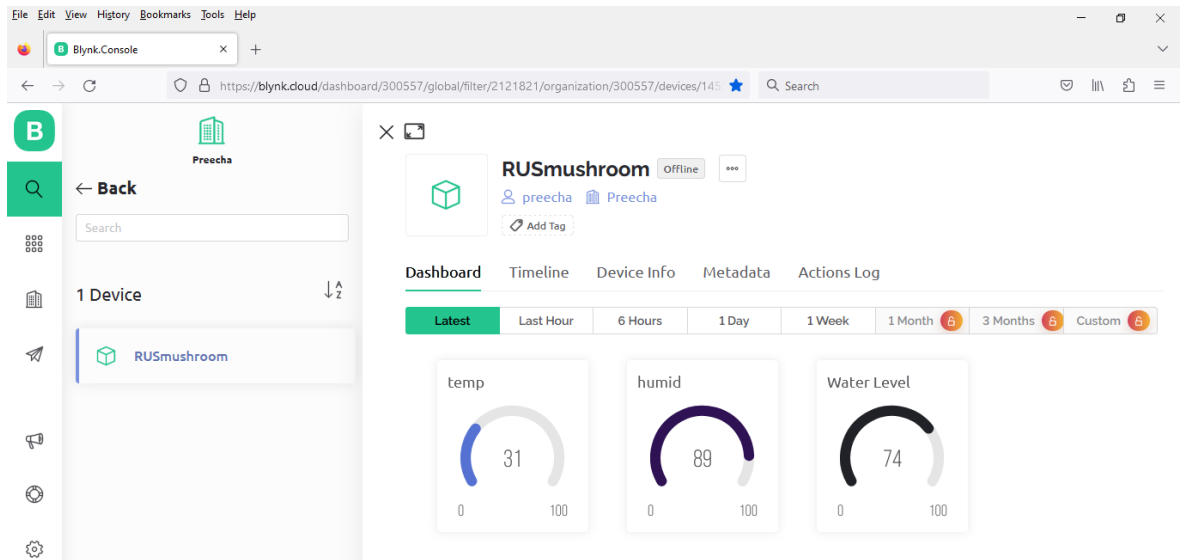 File Edit View History Bookmarks Tools Help
B Blynk.Console
https://blynk.cloud/dashboard/300557/global/filter/2121821/organization/300557/devices/145
Search
B
Preecha
Back
Search
1 Device
A
Z
RUSmushroom
RUSmushroom Offline
preecha Preecha
Add Tag
Dashboard Timeline Device Info Metadata Actions Log
Latest Last Hour 6 Hours 1 Day 1 Week 1 Month 3 Months Custom
temp humid Water Level
31 89 74
0 100 0 100 0 100